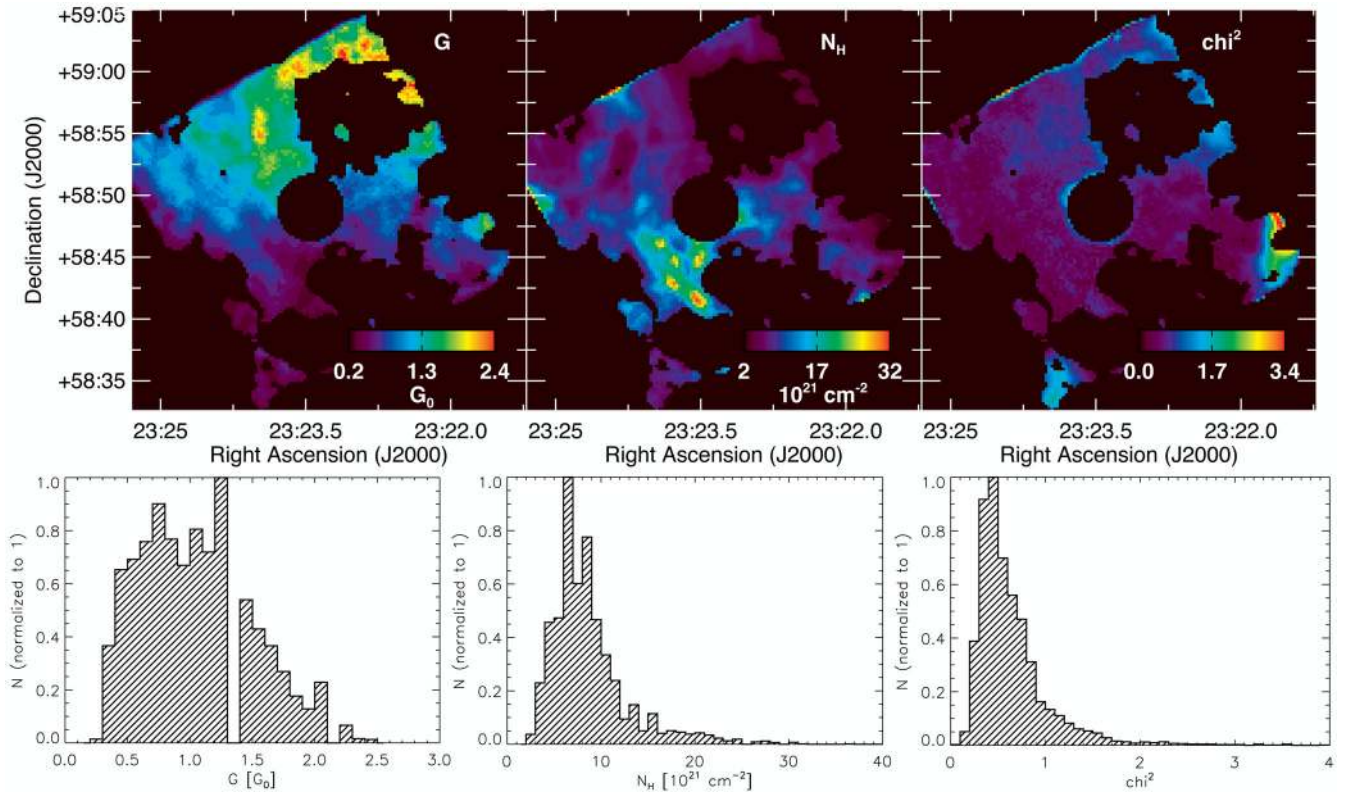 G
N_H
chi²
+59:05
+59:00
+58:55
+58:50
+58:45
+58:40
+58:35
Declination (J2000)
0.2 1.3 2.4
G₀
2 17 32
10²¹ cm⁻²
0.0 1.7 3.4
23:25 23:23.5 23:22.0
23:25 23:23.5 23:22.0
23:25 23:23.5 23:22.0
Right Ascension (J2000)
Right Ascension (J2000)
Right Ascension (J2000)
1.0
0.8
0.6
0.4
0.2
0.0
N (normalized to 1)
0.0 0.5 1.0 1.5 2.0 2.5 3.0
G [G₀]
1.0
0.8
0.6
0.4
0.2
0.0
N (normalized to 1)
0 10 20 30 40
N_H [10²¹ cm⁻²]
1.0
0.8
0.6
0.4
0.2
0.0
N (normalized to 1)
0 1 2 3 4
chi²